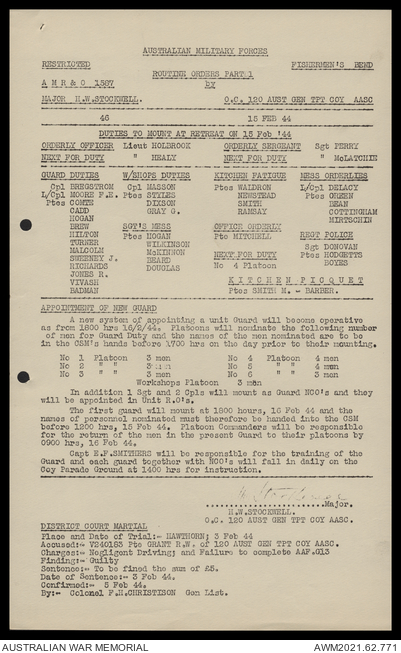 AUSTRALIAN MILITARY FORCES
RESTRICTED FISHERMEN'S BEND
ROUTINE ORDERS PART 1
A M R & O 1587 by
MAJOR H.W.STOCKWELL. O.C. 120 AUST GEN TPT COY AASC
46 15 FEB 44
DUTIES TO MOUNT AT RETREAT ON 15 Feb '44
ORDERLY OFFICER Lieut HOLBROOK ORDERLY SERGEANT Sgt PERRY
NEXT FOR DUTY " HEALY NEXT FOR DUTY " McLATCHIE
GUARD DUTIES W/SHOPS DUTIES KITCHEN FATIGUE MESS ORDERLIES
Cpl BERGSTROM Cpl MASSON Ptes WALDRON L/Cpl DELACY
L/Cpl MOORE F.E. Ptes STYLES NEWSTEAD Ptes GREEN
Ptes COMTE DIXON SMITH DEAN
CADD GRAY G. RAMSAY COTTINGHAM
HOGAN MIRTSCHIN
BREW SGT'S MESS OFFICE ORDERLY
HILTON Ptes HOGAN Pte MITCHELL REGT POLICE
TURNER WILKINSON Sgt DONOVAN
MALCOLM McKINNON NEXT FOR DUTY Ptes HODGETTS
SWEENEY J. BEARD No 4 Platoon BOYES
RICHARDS DOUGLAS
JONES R. KITCHEN PICQUET
VIVASH Ptes SMITH M. - BARBER.
BADMAN
APPOINTMENT OF NEW GUARD
A new system of appointing a unit Guard will become operative
as from 1800 hrs 16/2/44. Platoons will nominate the following number
of men for Guard Duty and the names of men nominated are to be
in the CSM's hands before 1700 hrs on the day prior to their mounting.
No 1 Platoon 3 men No 4 Platoon 4 men
No 2 " " 3 men No 5 " " 4 men
No 3 " " 3 men No 6 " " 3 men
Workshops Platoon 3 men
In addition 1 Sgt and 2 Cpls will mount as Guard NCO's and they
will be appointed in Unit R.O's.
The first guard will mount at 1800 hours, 16 Feb 44 and the
names of personnel nominated must therefore be handed into the CSM
before 1200 hrs, 15 Feb 44. Platoon Commanders will be responsible
for the return of the men in the present Guard to their platoons by
0900 hrs, 16 Feb 44.
Capt E.F.SMITHERS will be responsible for the training of the
Guard and each guard together with NCO's will fall in daily on the
Coy Parade Ground at 1400 hrs for instruction.
H. Stockwell
Major.
H.W.STOCKWELL.
O.C. 120 AUST GEN TPT COY AASC.
DISTRICT COURT MARTIAL
Place and Date of Trial:- HAWTHORN; 3 Feb 44
Accused:- V240163 Pte GRANT R.W. of 120 AUST GEN TPT COY AASC.
Charges:- Negligent Driving; and Failure to complete AAF.G13
Finding:- Guilty
Sentence:- To be fined the sum of £5.
Date of Sentence:- 3 Feb 44.
Confirmed:- 5 Feb 44.
By:- Colonel F.H.CHRISTISON Gen List.
AUSTRALIAN WAR MEMORIAL AWM2021.62.771